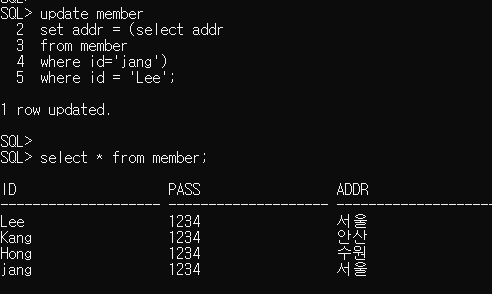 SQL> update member
  2  set addr = (select addr
  3  from member
  4  where id='jang')
  5  where id = 'Lee';
1 row updated.
SQL>
SQL> select * from member;
ID                   PASS                 ADDR
-------------------- -------------------- --------------------
Lee                  1234                 서울
Kang                 1234                 안산
Hong                 1234                 수원
jang                 1234                 서울